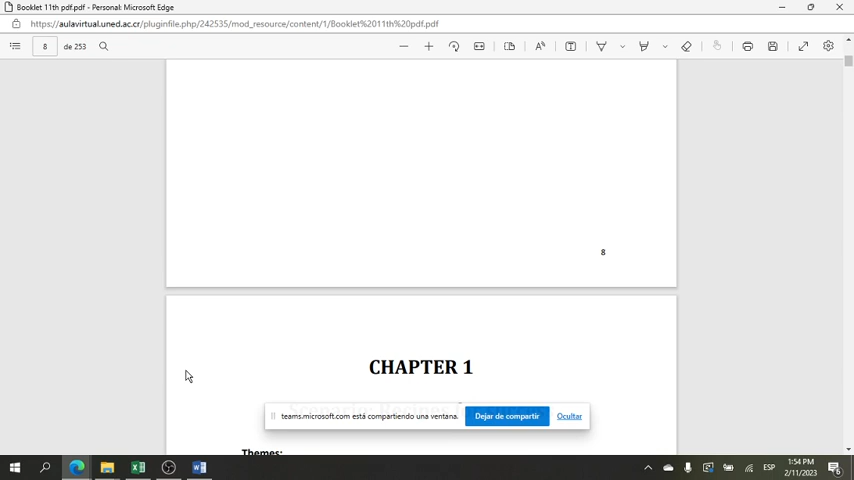 Booklet 11th pdf.pdf - Personal: Microsoft Edge
https://aulavirtual.uned.ac.cr/pluginfile.php/242535/mod_resource/content/1/Booklet%2011th%20pdf.pdf
8 de 253
8
CHAPTER 1
teams.microsoft.com está compartiendo una ventana. Dejar de compartir Ocultar
Themes:
ESP
1:54 PM
2/11/2023